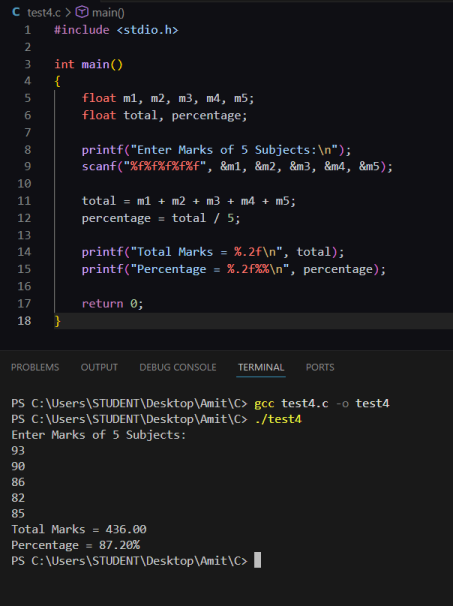 C test4.c > main()
1 #include <stdio.h>
2
3 int main()
4 {
5     float m1, m2, m3, m4, m5;
6     float total, percentage;
7
8     printf("Enter Marks of 5 Subjects:\n");
9     scanf("%f%f%f%f%f", &m1, &m2, &m3, &m4, &m5);
10
11     total = m1 + m2 + m3 + m4 + m5;
12     percentage = total / 5;
13
14     printf("Total Marks = %.2f\n", total);
15     printf("Percentage = %.2f%%\n", percentage);
16
17     return 0;
18 }
PROBLEMS OUTPUT DEBUG CONSOLE TERMINAL PORTS
PS C:\Users\STUDENT\Desktop\Amit\C> gcc test4.c -o test4
PS C:\Users\STUDENT\Desktop\Amit\C> ./test4
Enter Marks of 5 Subjects:
93
90
86
82
85
Total Marks = 436.00
Percentage = 87.20%
PS C:\Users\STUDENT\Desktop\Amit\C>